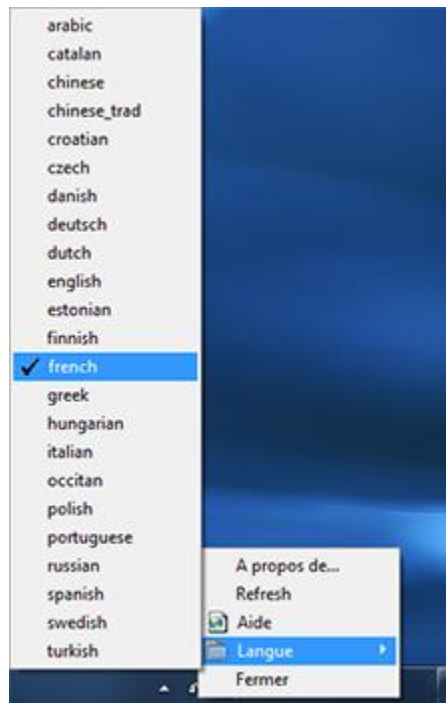 arabic
catalan
chinese
chinese_trad
croatian
czech
danish
deutsch
dutch
english
estonian
finnish
french
greek
hungarian
italian
occitan
polish
portuguese
russian
spanish
swedish
turkish
A propos de...
Refresh
Aide
Langue
Fermer